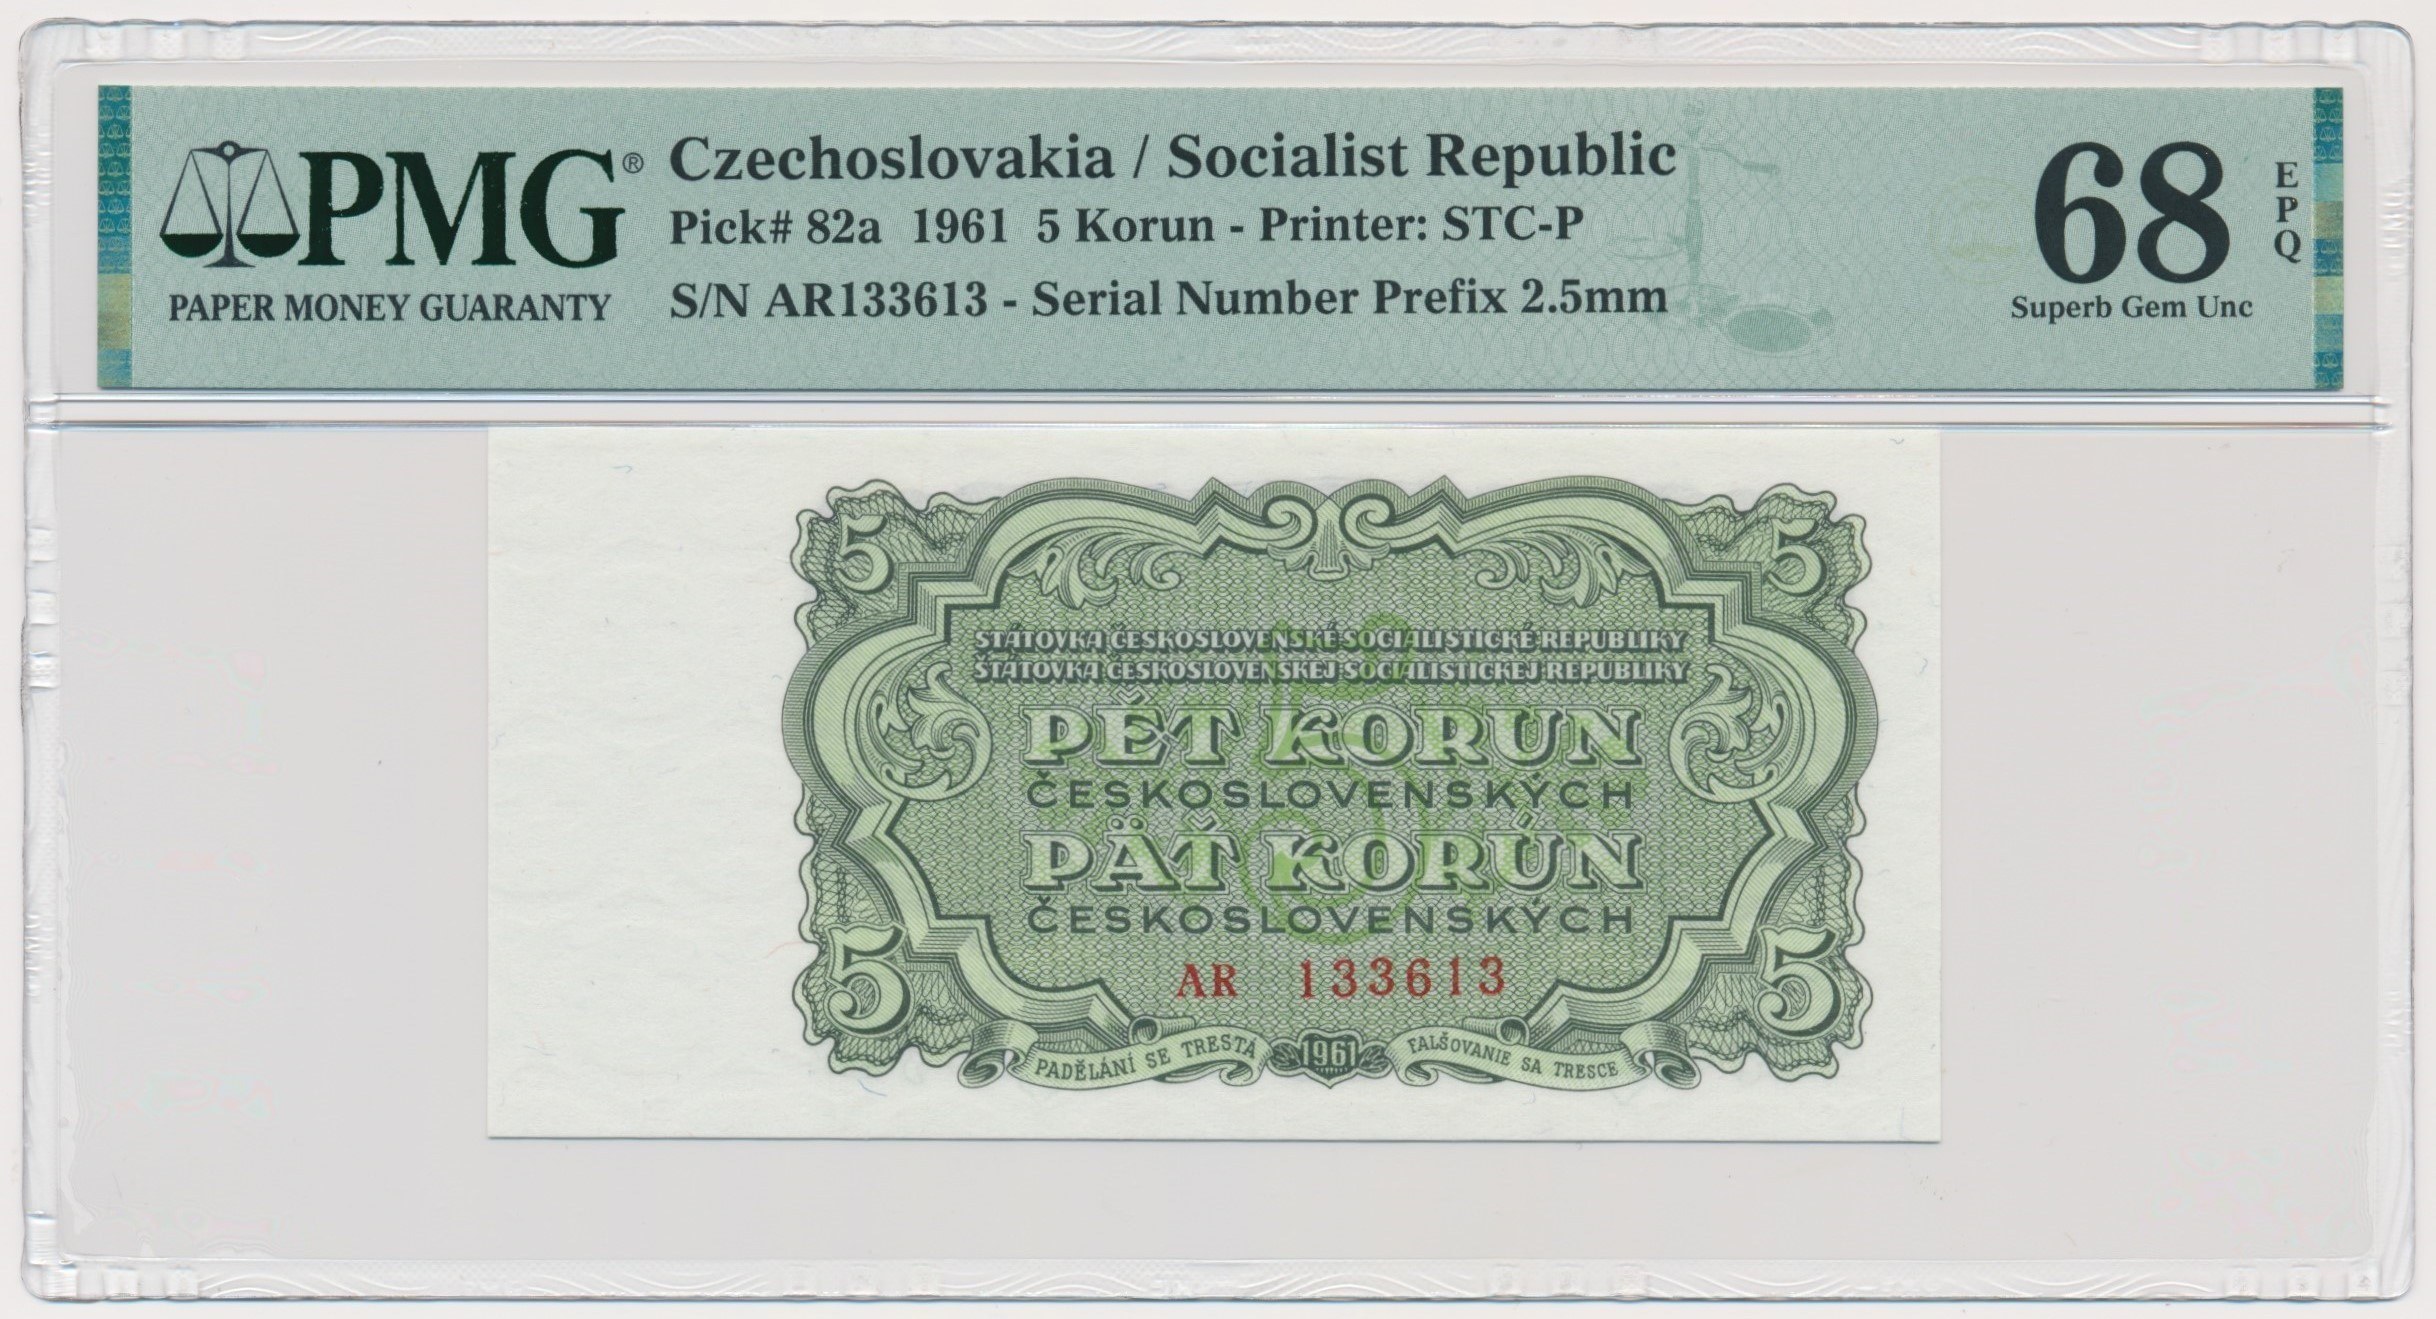 PMG®
PAPER MONEY GUARANTY
Czechoslovakia / Socialist Republic
Pick# 82a 1961 5 Korun - Printer: STC-P
S/N AR133613 - Serial Number Prefix 2.5mm
68
EPQ
Superb Gem Unc
5 5
STÁTOVKA ČESKOSLOVENSKÉ SOCIALISTICKÉ REPUBLIKY
ŠTÁTOVKA ČESKOSLOVENSKEJ SOCIALISTICKEJ REPUBLIKY
PĚT KORUN
ČESKOSLOVENSKÝCH
PÄŤ KORÚN
ČESKOSLOVENSKÝCH
5 5
AR 133613
PADĚLÁNÍ SE TRESTÁ 1961 FALŠOVANIE SA TRESCE